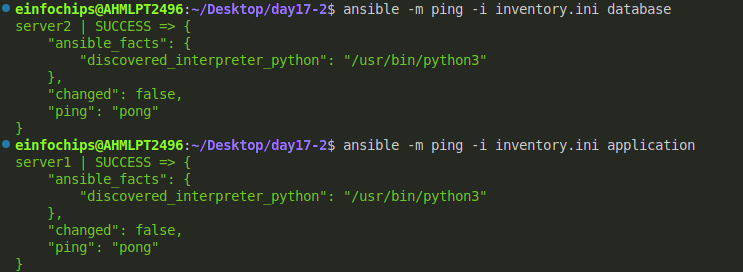 einfochips@AHMLPT2496:~/Desktop/day17-2$ ansible -m ping -i inventory.ini database
server2 | SUCCESS => {
    "ansible_facts": {
        "discovered_interpreter_python": "/usr/bin/python3"
    },
    "changed": false,
    "ping": "pong"
}
einfochips@AHMLPT2496:~/Desktop/day17-2$ ansible -m ping -i inventory.ini application
server1 | SUCCESS => {
    "ansible_facts": {
        "discovered_interpreter_python": "/usr/bin/python3"
    },
    "changed": false,
    "ping": "pong"
}